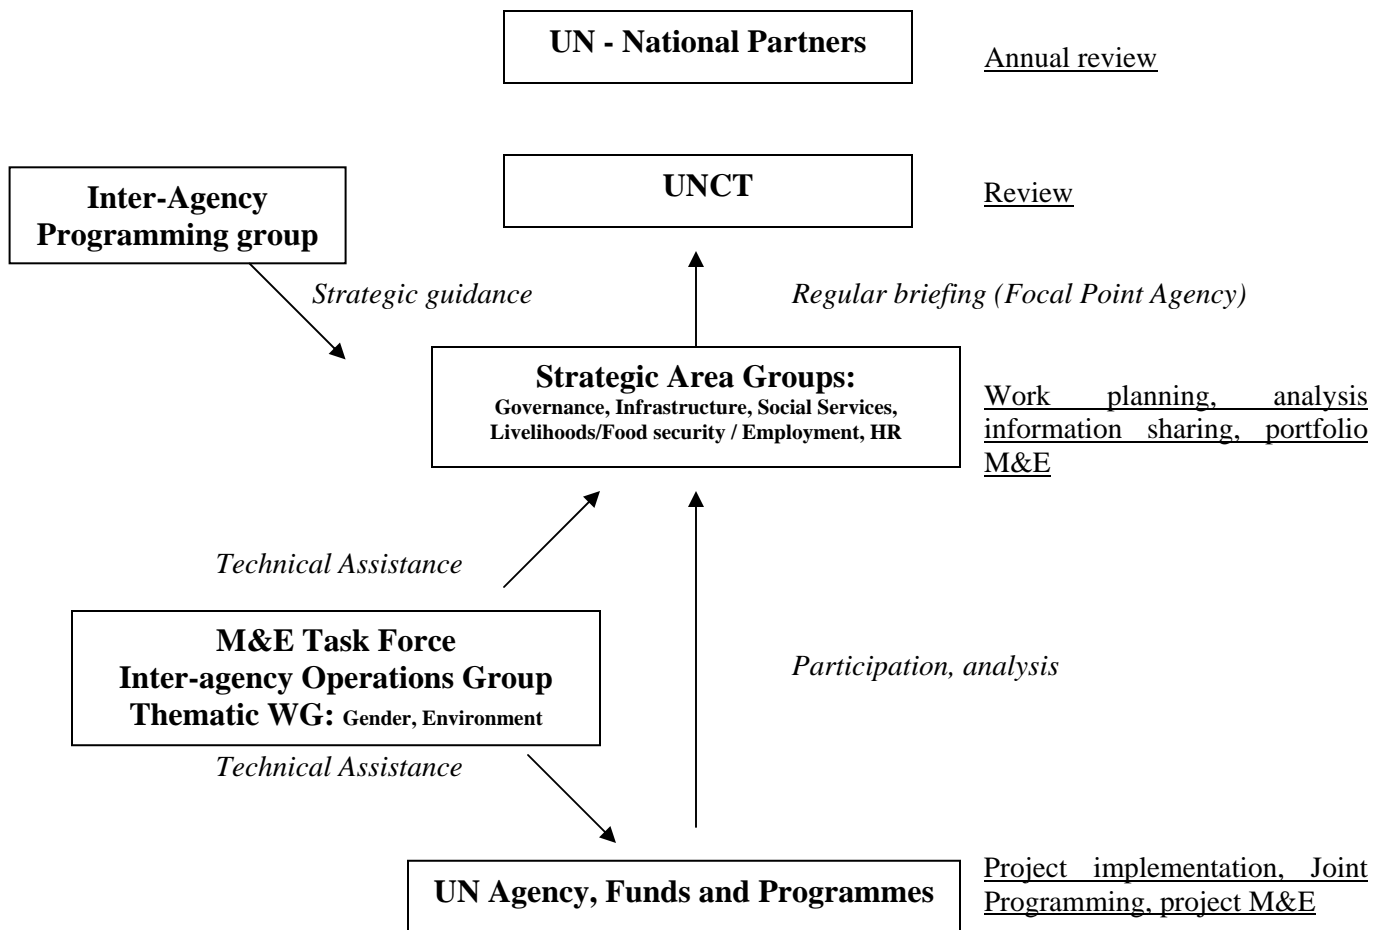 UN - National Partners
Annual review
UNCT
Review
Inter-Agency
Programming group
Strategic guidance
Regular briefing (Focal Point Agency)
Strategic Area Groups:
Governance, Infrastructure, Social Services,
Livelihoods/Food security / Employment, HR
Work planning, analysis
information sharing, portfolio
M&E
Technical Assistance
M&E Task Force
Inter-agency Operations Group
Thematic WG: Gender, Environment
Participation, analysis
Technical Assistance
UN Agency, Funds and Programmes
Project implementation, Joint
Programming, project M&E